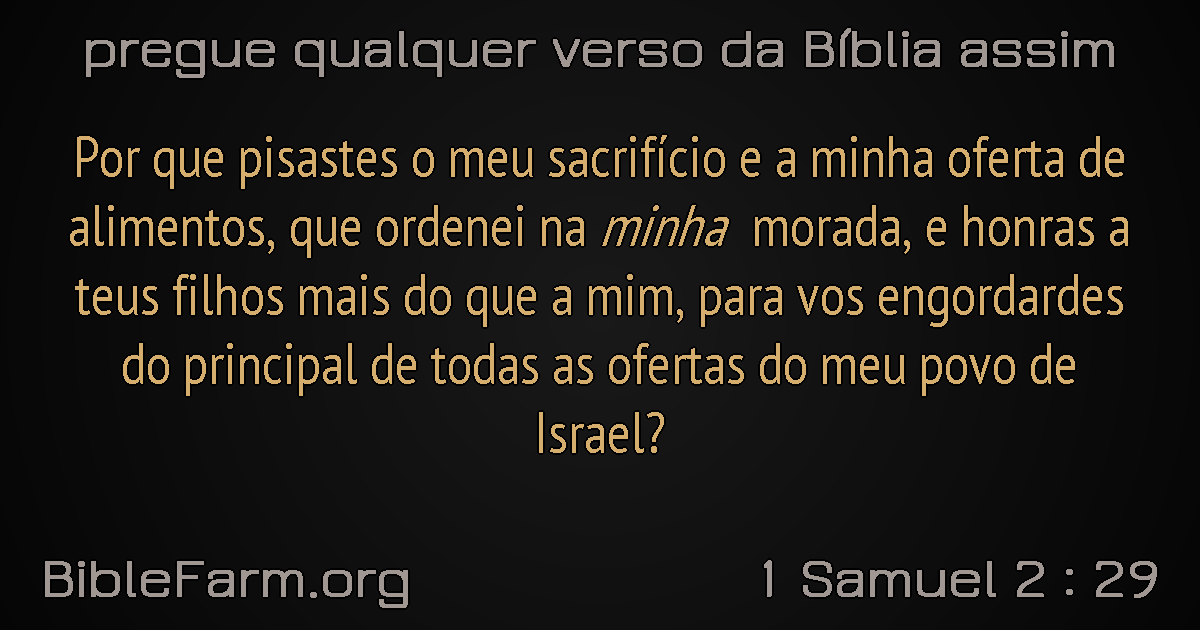 pregue qualquer verso da Bíblia assim
Por que pisastes o meu sacrifício e a minha oferta de
alimentos, que ordenei na minha morada, e honras a
teus filhos mais do que a mim, para vos engordardes
do principal de todas as ofertas do meu povo de
Israel?
BibleFarm.org
1 Samuel 2 : 29